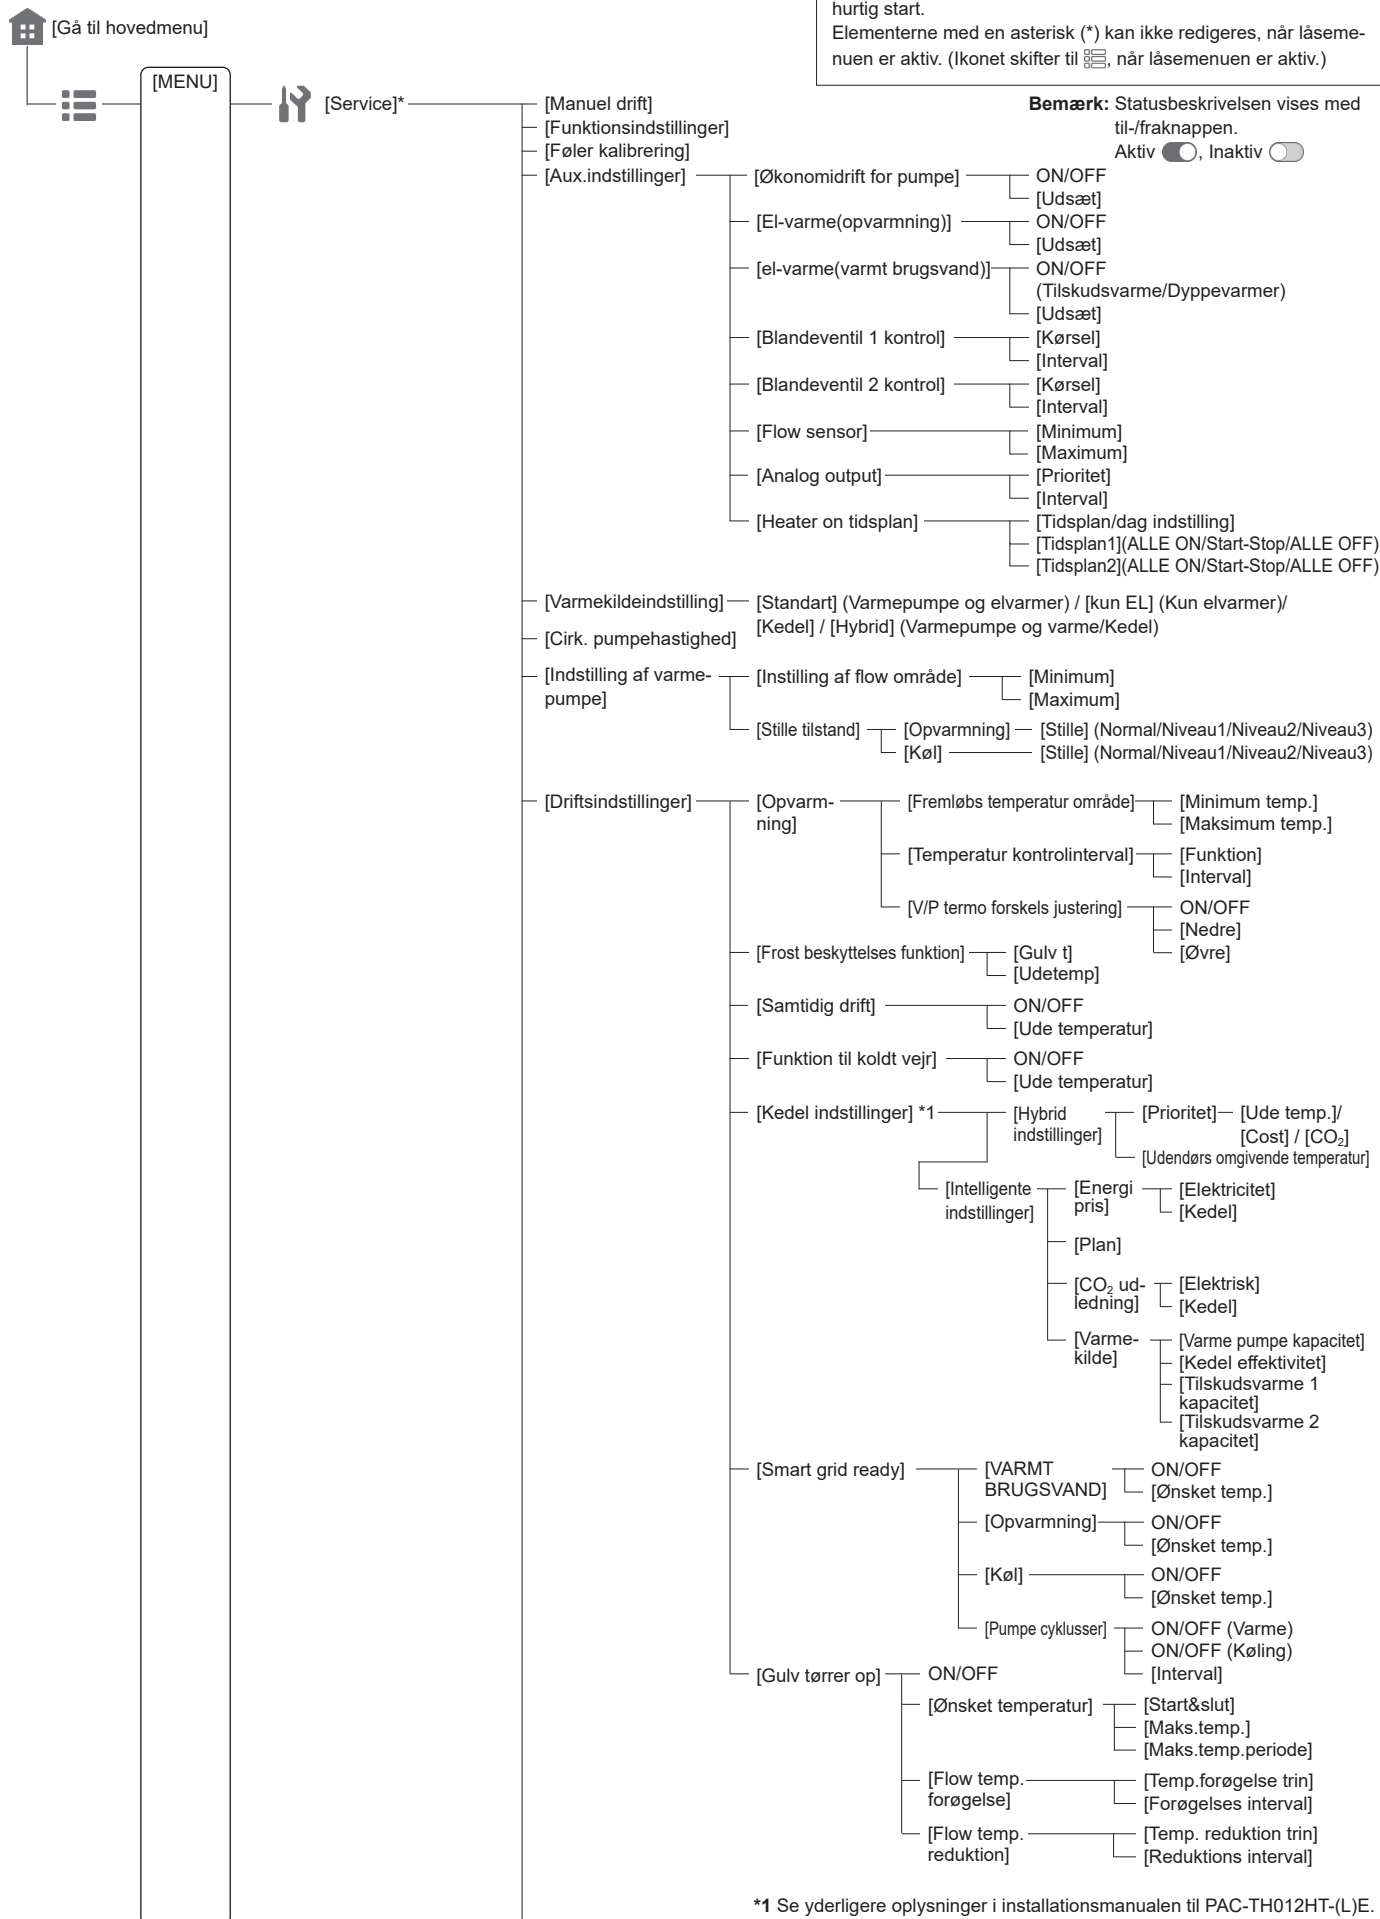 hurtig start.
Elementerne med en asterisk (*) kan ikke redigeres, når låseme-
nuen er aktiv. (Ikonet skifter til , når låsemenuen er aktiv.)
[Gå til hovedmenu]
[MENU]
[Service]*
Bemærk: Statusbeskrivelsen vises med
til-/fraknappen.
Aktiv , Inaktiv
[Manuel drift]
[Funktionsindstillinger]
[Føler kalibrering]
[Aux.indstillinger]
[Økonomidrift for pumpe]
ON/OFF
[Udsæt]
[El-varme(opvarmning)]
ON/OFF
[Udsæt]
[el-varme(varmt brugsvand)]
ON/OFF
(Tilskudsvarme/Dyppevarmer)
[Udsæt]
[Blandeventil 1 kontrol]
[Kørsel]
[Interval]
[Blandeventil 2 kontrol]
[Kørsel]
[Interval]
[Flow sensor]
[Minimum]
[Maximum]
[Analog output]
[Prioritet]
[Interval]
[Heater on tidsplan]
[Tidsplan/dag indstilling]
[Tidsplan1](ALLE ON/Start-Stop/ALLE OFF)
[Tidsplan2](ALLE ON/Start-Stop/ALLE OFF)
[Varmekildeindstilling]
[Standart] (Varmepumpe og elvarmer) / [kun EL] (Kun elvarmer)/
[Kedel] / [Hybrid] (Varmepumpe og varme/Kedel)
[Cirk. pumpehastighed]
[Indstilling af varme-
pumpe]
[Instilling af flow område]
[Minimum]
[Maximum]
[Stille tilstand]
[Opvarmning]
[Stille] (Normal/Niveau1/Niveau2/Niveau3)
[Køl]
[Stille] (Normal/Niveau1/Niveau2/Niveau3)
[Driftsindstillinger]
[Opvarm-
ning]
[Fremløbs temperatur område]
[Minimum temp.]
[Maksimum temp.]
[Temperatur kontrolinterval]
[Funktion]
[Interval]
[V/P termo forskels justering]
ON/OFF
[Nedre]
[Øvre]
[Frost beskyttelses funktion]
[Gulv t]
[Udetemp]
[Samtidig drift]
ON/OFF
[Ude temperatur]
[Funktion til koldt vejr]
ON/OFF
[Ude temperatur]
[Kedel indstillinger] *1
[Hybrid
indstillinger]
[Prioritet]
[Ude temp.]/
[Cost] / [CO₂]
[Udendørs omgivende temperatur]
[Intelligente
indstillinger]
[Energi
pris]
[Elektricitet]
[Kedel]
[Plan]
[CO₂ ud-
ledning]
[Elektrisk]
[Kedel]
[Varme-
kilde]
[Varme pumpe kapacitet]
[Kedel effektivitet]
[Tilskudsvarme 1
kapacitet]
[Tilskudsvarme 2
kapacitet]
[Smart grid ready]
[VARMT
BRUGSVAND]
ON/OFF
[Ønsket temp.]
[Opvarmning]
ON/OFF
[Ønsket temp.]
[Køl]
ON/OFF
[Ønsket temp.]
[Pumpe cyklusser]
ON/OFF (Varme)
ON/OFF (Køling)
[Interval]
[Gulv tørrer op]
ON/OFF
[Ønsket temperatur]
[Start&slut]
[Maks.temp.]
[Maks.temp.periode]
[Flow temp.
forøgelse]
[Temp.forøgelse trin]
[Forøgelses interval]
[Flow temp.
reduktion]
[Temp. reduktion trin]
[Reduktions interval]
*1 Se yderligere oplysninger i installationsmanualen til PAC-TH012HT-(L)E.